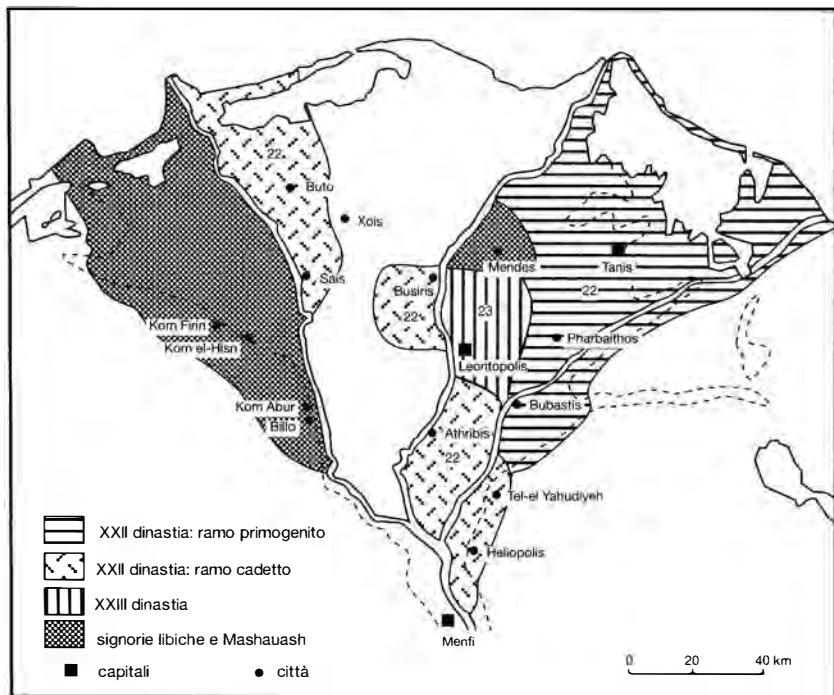 22
Buto
Xois
Sais
Mendes
Tanis
Busiris
22
23
22
Kom Firin
Kom el-Hisn
Pharbaithos
Leontopolis
Kom Abur
Billo
Bubastis
Athribis
22
Tel-el Yahudiyeh
Heliopolis
Menfi
XXII dinastia: ramo primogenito
XXII dinastia: ramo cadetto
XXIII dinastia
signorie libiche e Mashauash
capitali
città
0 20 40 km